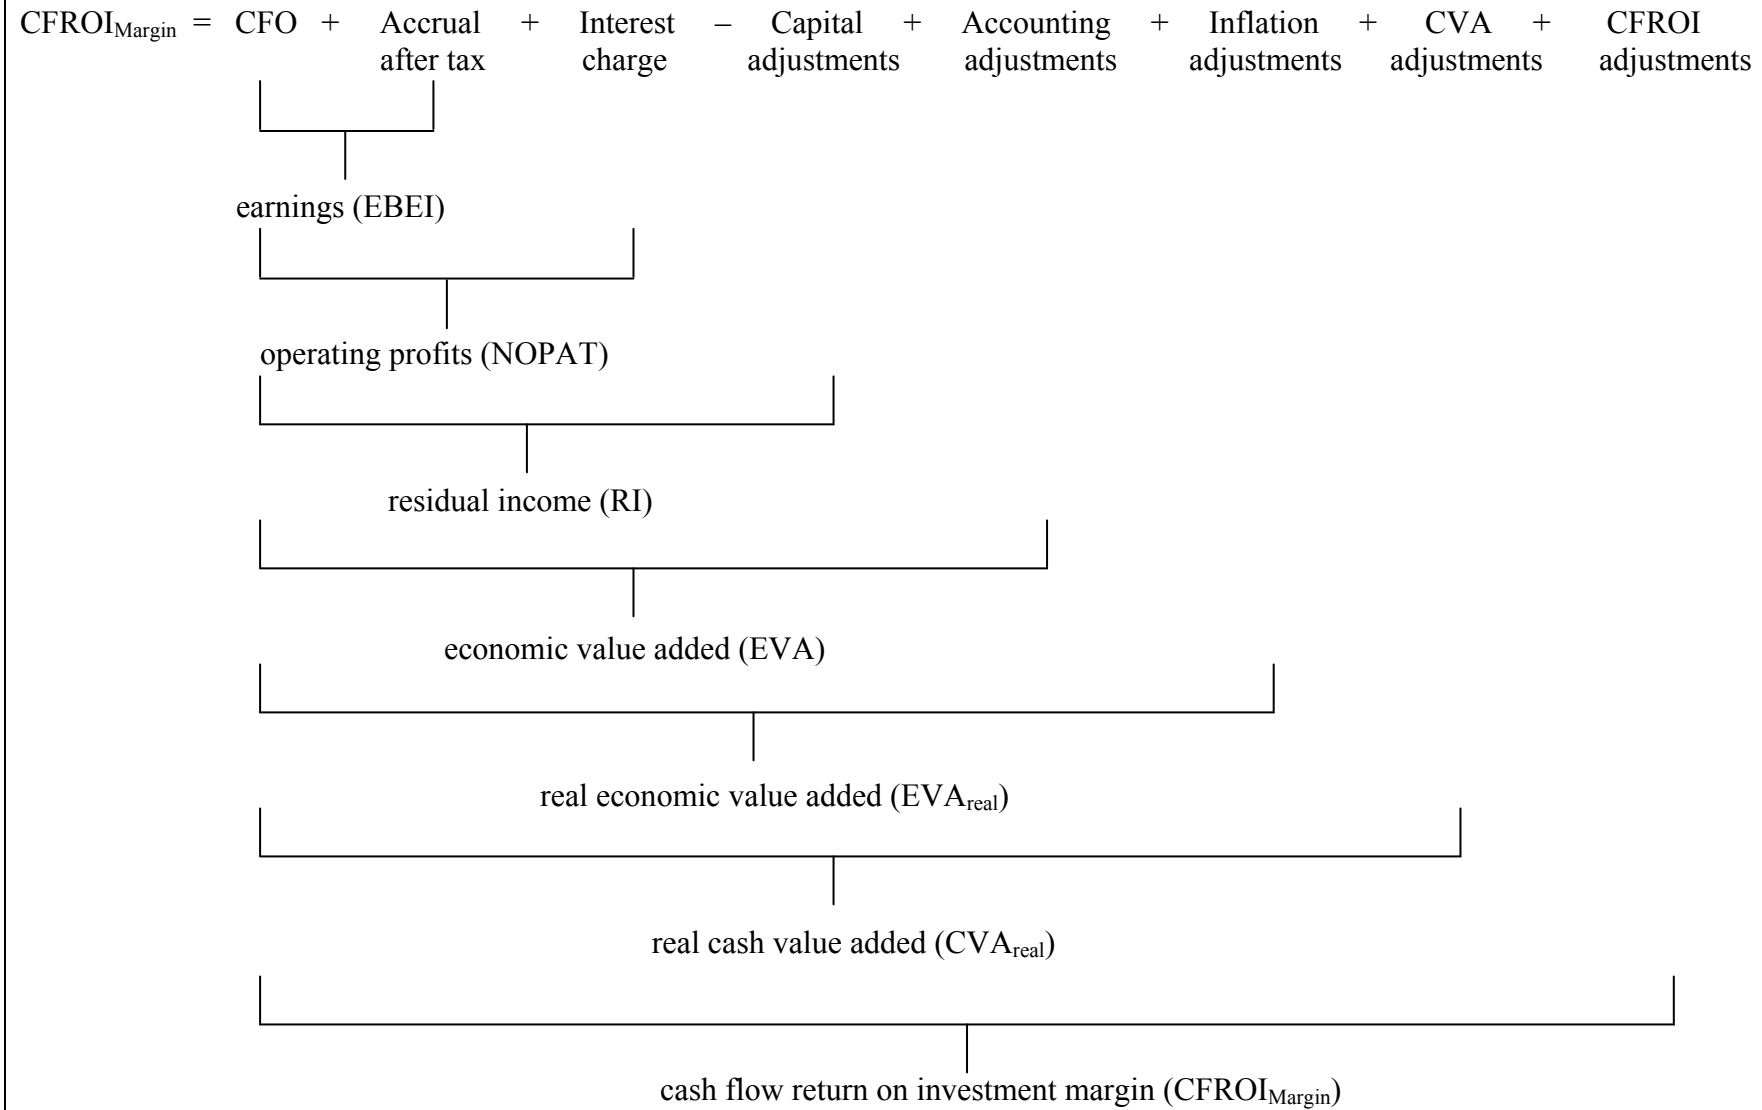 CFROIMargin = CFO + Accrual + Interest – Capital + Accounting + Inflation + CVA + CFROI
after tax charge adjustments adjustments adjustments adjustments adjustments
earnings (EBEI)
operating profits (NOPAT)
residual income (RI)
economic value added (EVA)
real economic value added (EVAreal)
real cash value added (CVAreal)
cash flow return on investment margin (CFROIMargin)